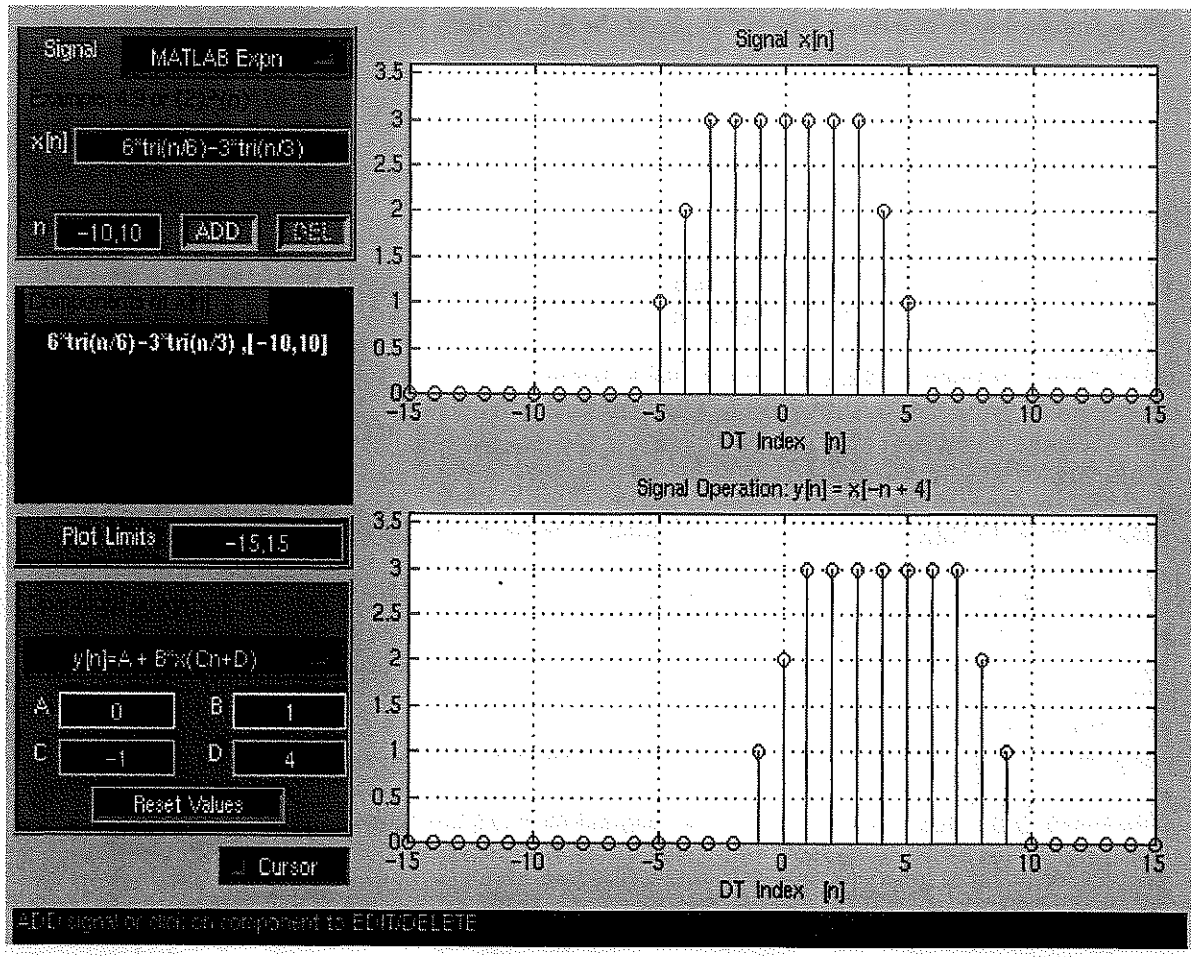 Signal MATLAB Expn
x[n] 6*tri(n/6)-3*tri(n/3)
n -10,10 ADD DEL
6*tri(n/6)-3*tri(n/3) ,[-10,10]
Plot Limits -15,15
y[n]=A + B*x(Cn+D)
A 0 B 1
C -1 D 4
Reset Values
Cursor
Signal x[n]
3.5
3
2.5
2
1.5
1
0.5
0
-15 -10 -5 0 5 10 15
DT Index [n]
Signal Operation: y[n] = x[-n + 4]
3.5
3
2.5
2
1.5
1
0.5
0
-15 -10 -5 0 5 10 15
DT Index [n]
ADD signal or click on component to EDIT/DELETE